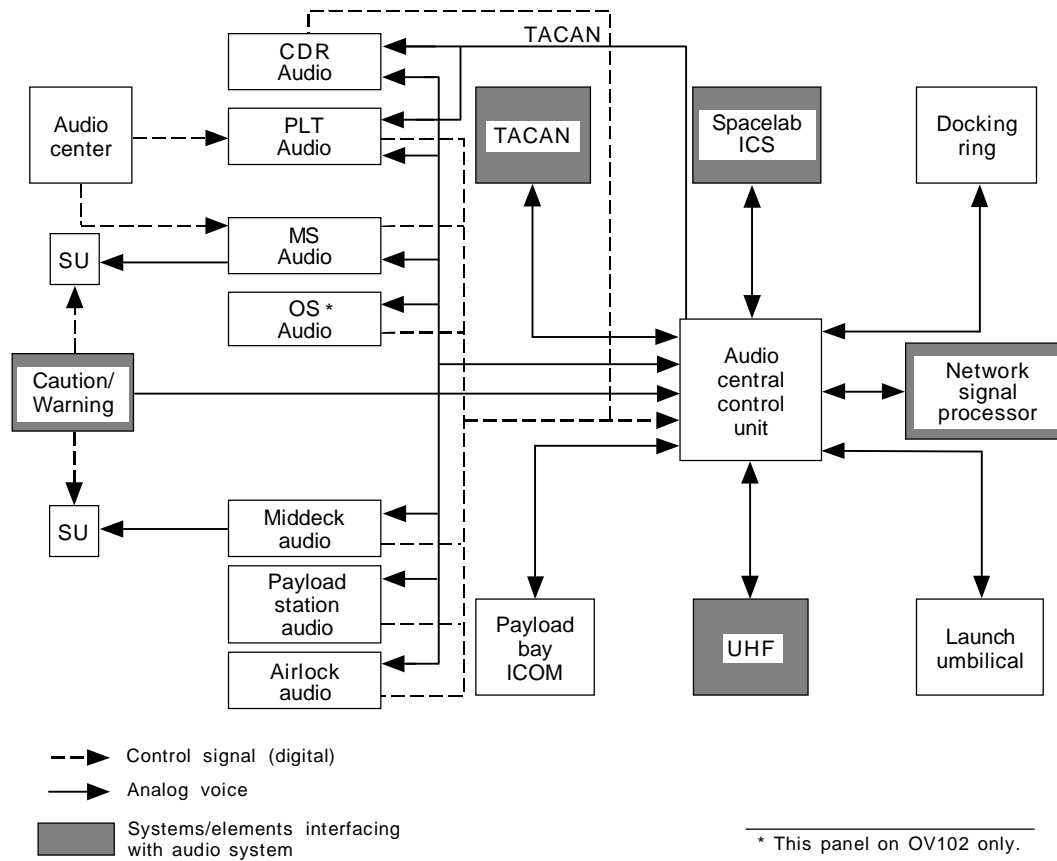 TACAN
CDR
Audio
Audio
center
PLT
Audio
TACAN
Spacelab
ICS
Docking
ring
MS
Audio
SU
OS *
Audio
Caution/
Warning
Audio
central
control
unit
Network
signal
processor
SU
Middeck
audio
Payload
station
audio
Airlock
audio
Payload
bay
ICOM
UHF
Launch
umbilical
Control signal (digital)
Analog voice
Systems/elements interfacing
with audio system
* This panel on OV102 only.